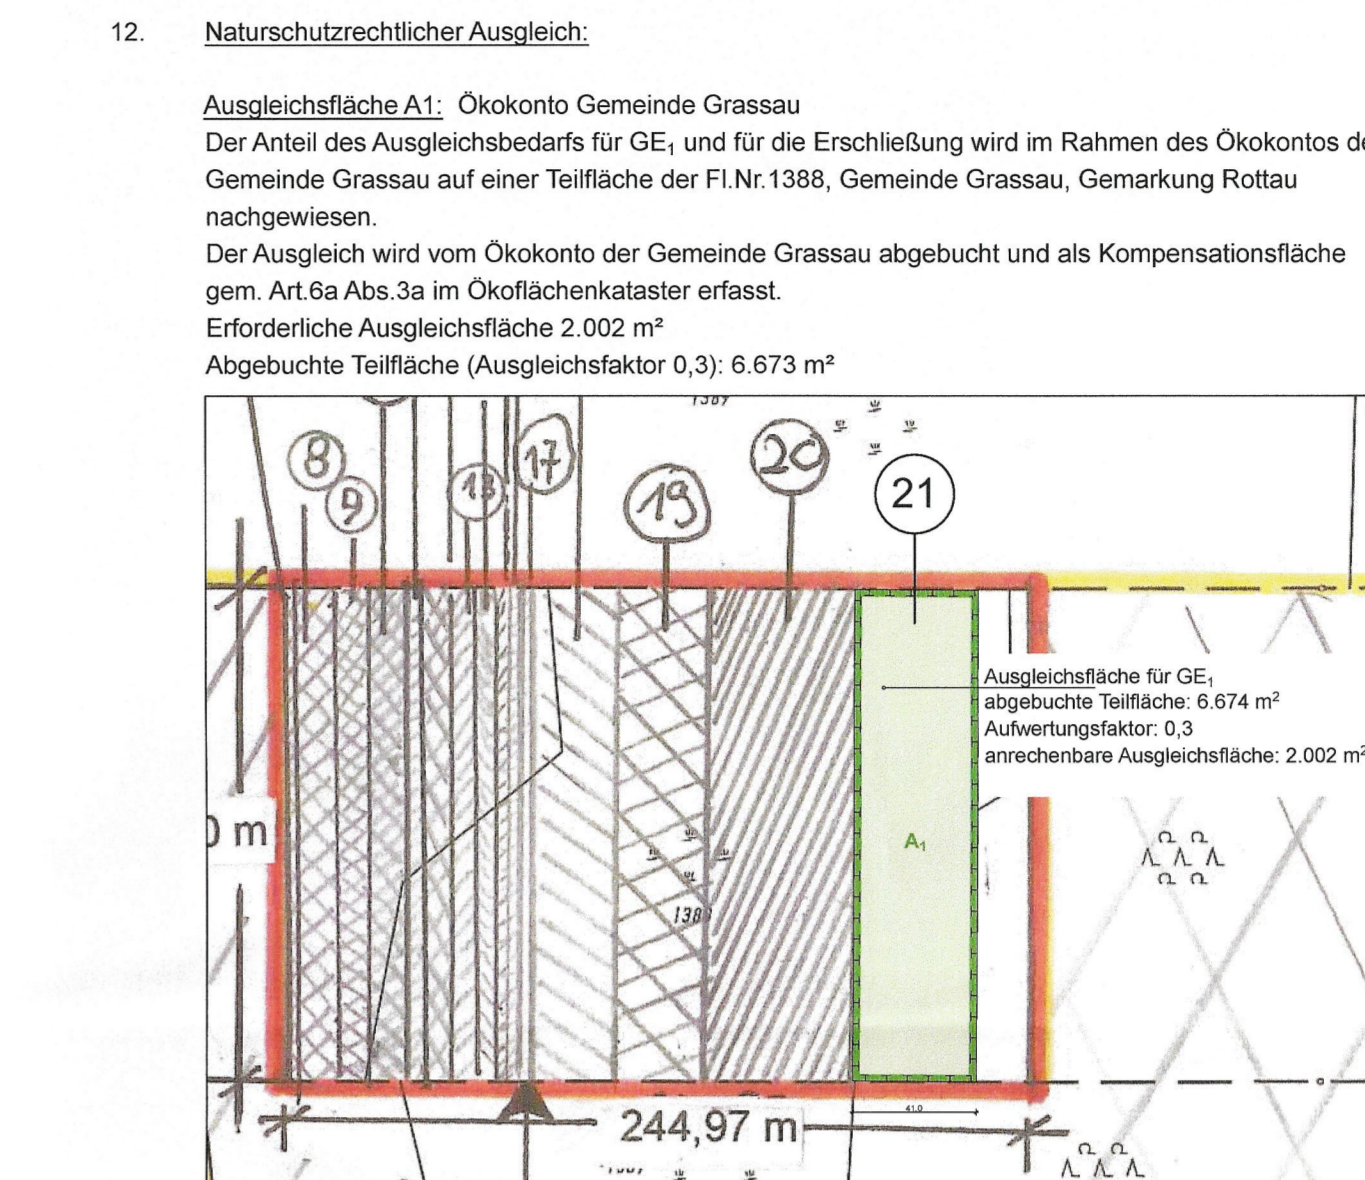 12. Naturschutzrechtlicher Ausgleich:
Ausgleichsfläche A1: Ökokonto Gemeinde Grassau
Der Anteil des Ausgleichsbedarfs für GE₁ und für die Erschließung wird im Rahmen des Ökokontos de
Gemeinde Grassau auf einer Teilfläche der Fl.Nr.1388, Gemeinde Grassau, Gemarkung Rottau
nachgewiesen.
Der Ausgleich wird vom Ökokonto der Gemeinde Grassau abgebucht und als Kompensationsfläche
gem. Art.6a Abs.3a im Ökoflächenkataster erfasst.
Erforderliche Ausgleichsfläche 2.002 m²
Abgebuchte Teilfläche (Ausgleichsfaktor 0,3): 6.673 m²
8
9
13
17
19
20
21
Ausgleichsfläche für GE₁
abgebuchte Teilfläche: 6.674 m²
Aufwertungsfaktor: 0,3
anrechenbare Ausgleichsfläche: 2.002 m²
0 m
A₁
138
41.0
244,97 m